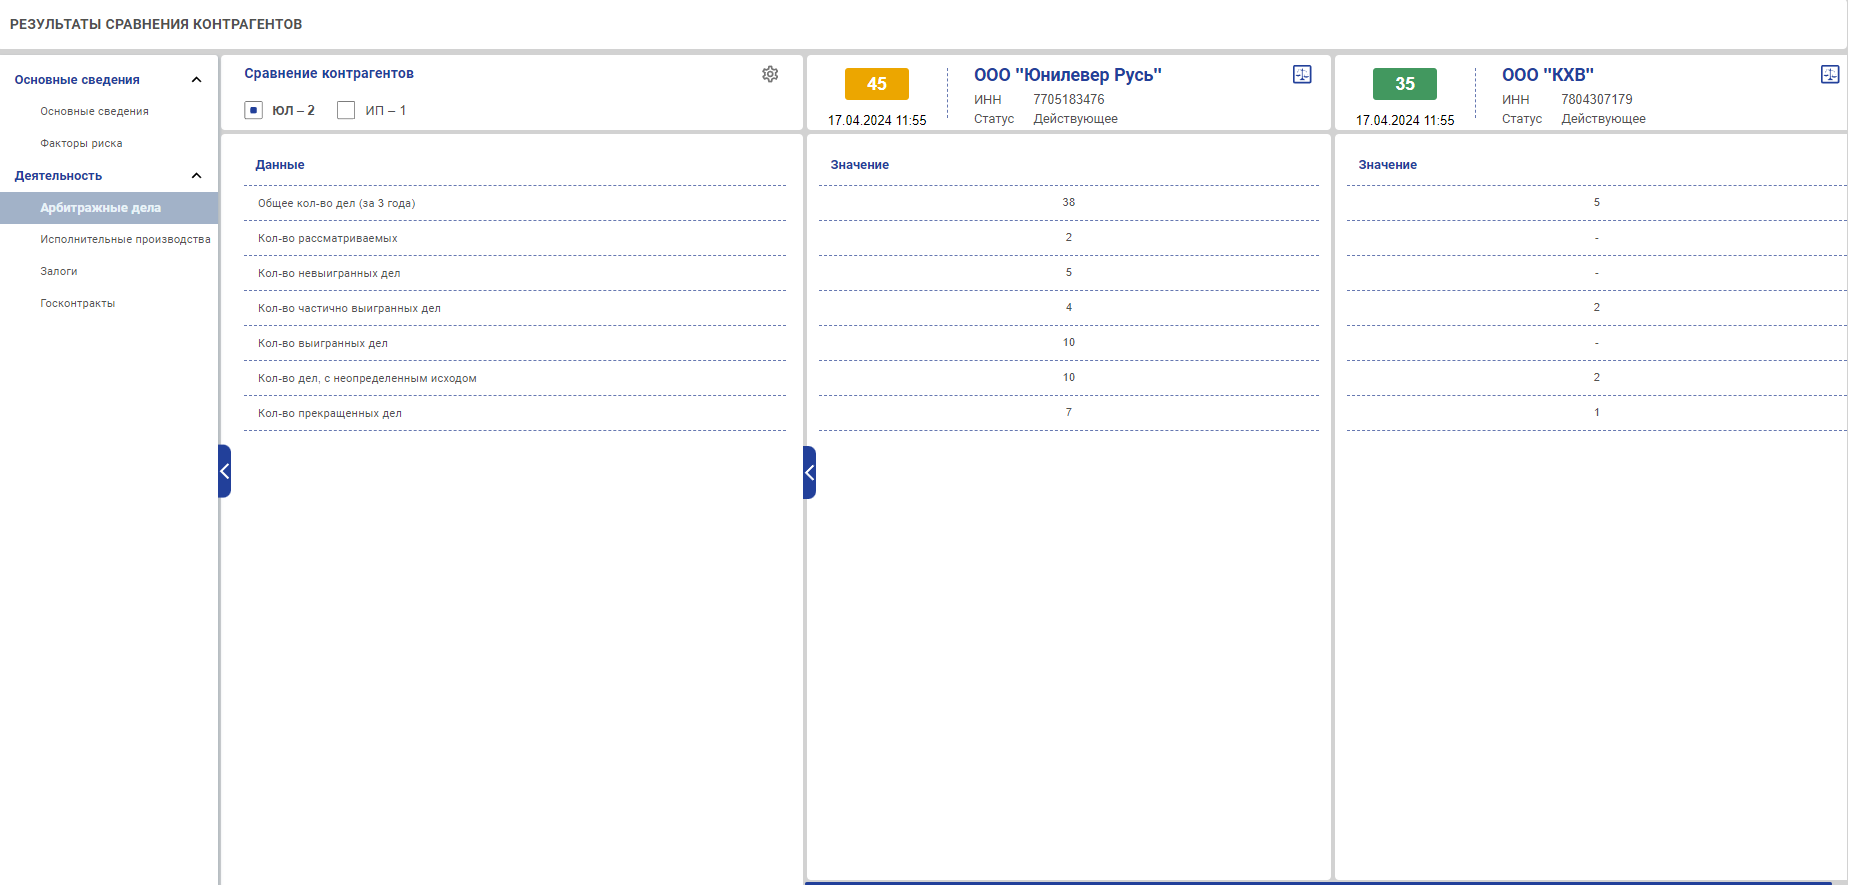 РЕЗУЛЬТАТЫ СРАВНЕНИЯ КОНТРАГЕНТОВ
Основные сведения
Основные сведения
Факторы риска
Деятельность
Арбитражные дела
Исполнительные производства
Залоги
Госконтракты
Сравнение контрагентов
ЮЛ – 2 ИП – 1
45
17.04.2024 11:55
ООО "Юнилевер Русь"
ИНН 7705183476
Статус Действующее
35
17.04.2024 11:55
ООО "КХВ"
ИНН 7804307179
Статус Действующее
Данные Значение Значение
Общее кол-во дел (за 3 года) 38 5
Кол-во рассматриваемых 2 -
Кол-во невыигранных дел 5 -
Кол-во частично выигранных дел 4 2
Кол-во выигранных дел 10 -
Кол-во дел, с неопределенным исходом 10 2
Кол-во прекращенных дел 7 1